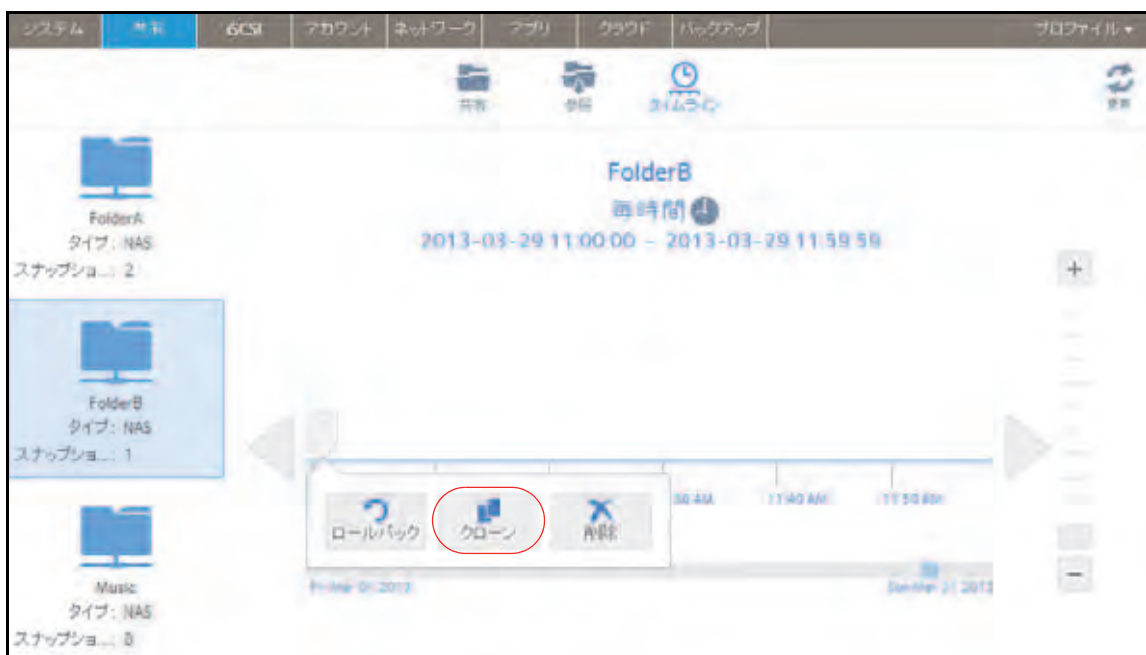 システム 共有 iSCSI アカウント ネットワーク アプリ クラウド バックアップ プロファイル
共有 参照 タイムライン 更新
FolderA
タイプ: NAS
スナップショ...: 2
FolderB
タイプ: NAS
スナップショ...: 1
Music
タイプ: NAS
スナップショ...:
FolderB
毎時間
2013-03-29 11:00:00 - 2013-03-29 11:59:59
+
AM 11:40 AM 11:50 AM
ロールバック クローン 削除
2013
−